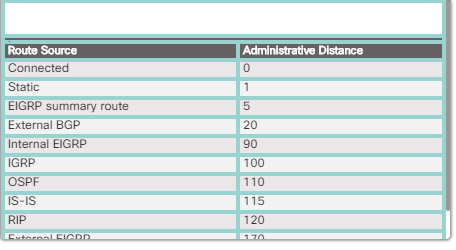 Route Source Administrative Distance
Connected 0
Static 1
EIGRP summary route 5
External BGP 20
Internal EIGRP 90
IGRP 100
OSPF 110
IS-IS 115
RIP 120
External EIGRP 170